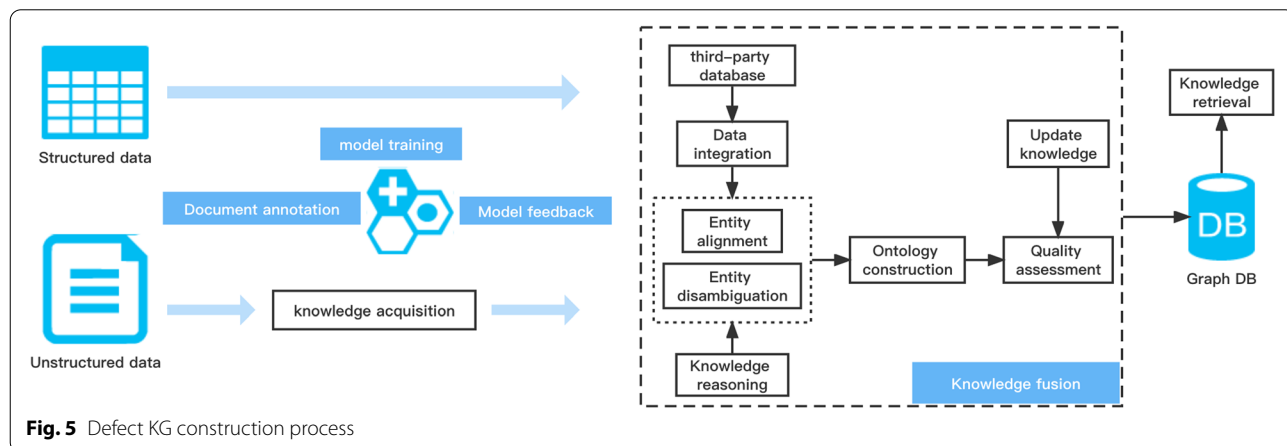 Structured data
model training
Document annotation
Model feedback
Unstructured data
knowledge acquisition
third-party
database
Data
integration
Entity
alignment
Entity
disambiguation
Knowledge
reasoning
Ontology
construction
Update
knowledge
Quality
assessment
Knowledge fusion
Knowledge
retrieval
DB
Graph DB
Fig. 5 Defect KG construction process